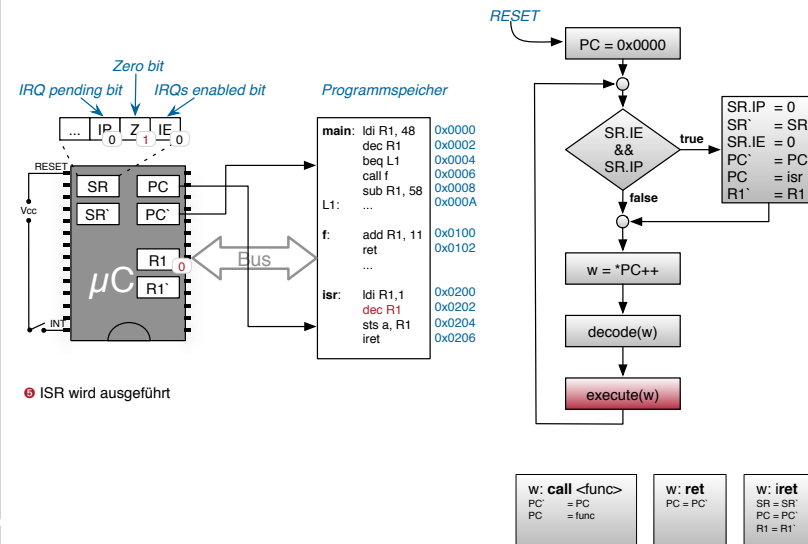 RESET
PC = 0x0000
Zero bit
IRQ pending bit
IRQs enabled bit
Programmspeicher
... IP Z IE
0 1 0
RESET
Vcc
INT
SR PC
SR` PC`
R1 0
R1`
µC
Bus
main: ldi R1, 48 0x0000
dec R1 0x0002
beq L1 0x0004
call f 0x0006
sub R1, 58 0x0008
L1: ... 0x000A
f: add R1, 11 0x0100
ret 0x0102
...
isr: ldi R1,1 0x0200
dec R1 0x0202
sts a, R1 0x0204
iret 0x0206
❺ ISR wird ausgeführt
SR.IE
&&
SR.IP
true
false
SR.IP = 0
SR` = SR
SR.IE = 0
PC` = PC
PC = isr
R1` = R1
w = *PC++
decode(w)
execute(w)
w: call <func>
PC` = PC
PC = func
w: ret
PC = PC`
w: iret
SR = SR`
PC = PC`
R1 = R1`